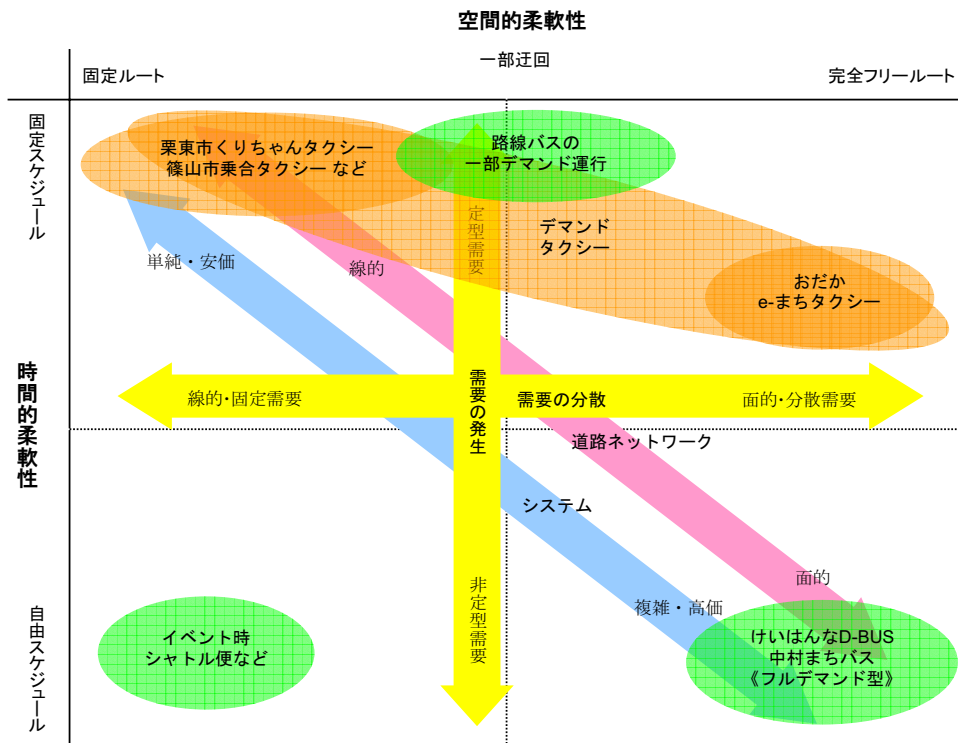 空間的柔軟性
固定ルート
一部迂回
完全フリールート
固定スケジュール
栗東市くりちゃんタクシー
篠山市乗合タクシー など
路線バスの
一部デマンド運行
定型需要
デマンド
タクシー
単純・安価
線的
おだか
e-まちタクシー
時間的柔軟性
線的・固定需要
需要の発生
需要の分散
面的・分散需要
道路ネットワーク
システム
非定型需要
面的
複雑・高価
自由スケジュール
イベント時
シャトル便など
けいはんなD-BUS
中村まちバス
《フルデマンド型》